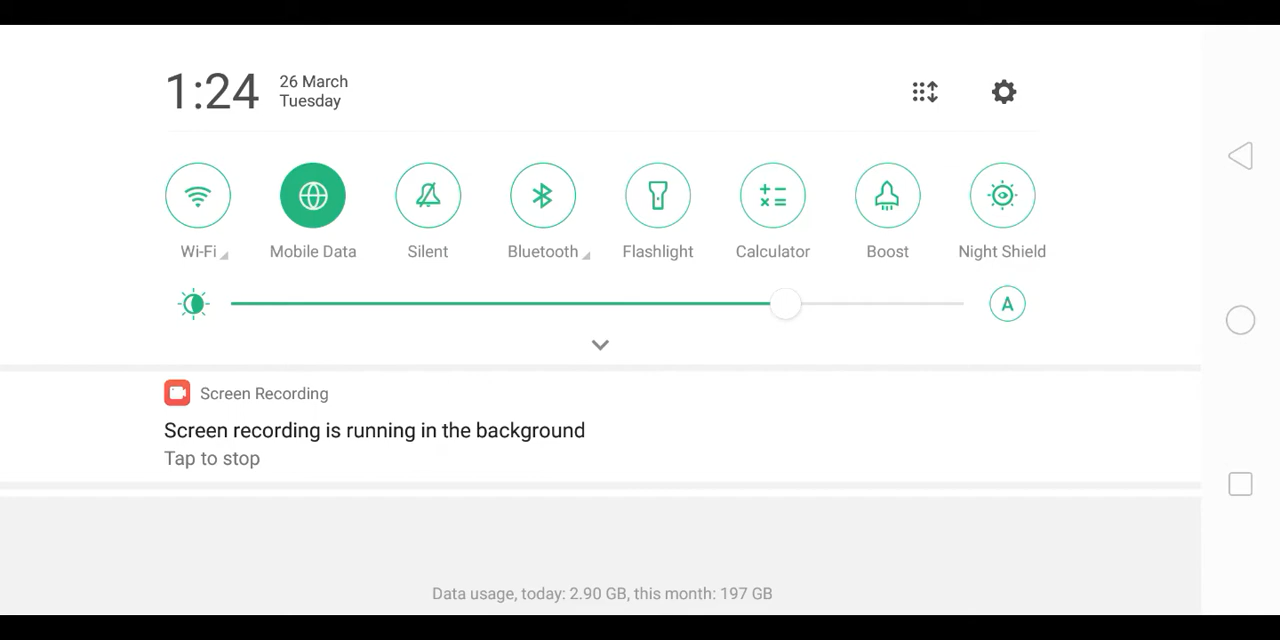 1:24
26 March
Tuesday
Wi-Fi
Mobile Data
Silent
Bluetooth
Flashlight
Calculator
Boost
Night Shield
A
Screen Recording
Screen recording is running in the background
Tap to stop
Data usage, today: 2.90 GB, this month: 197 GB